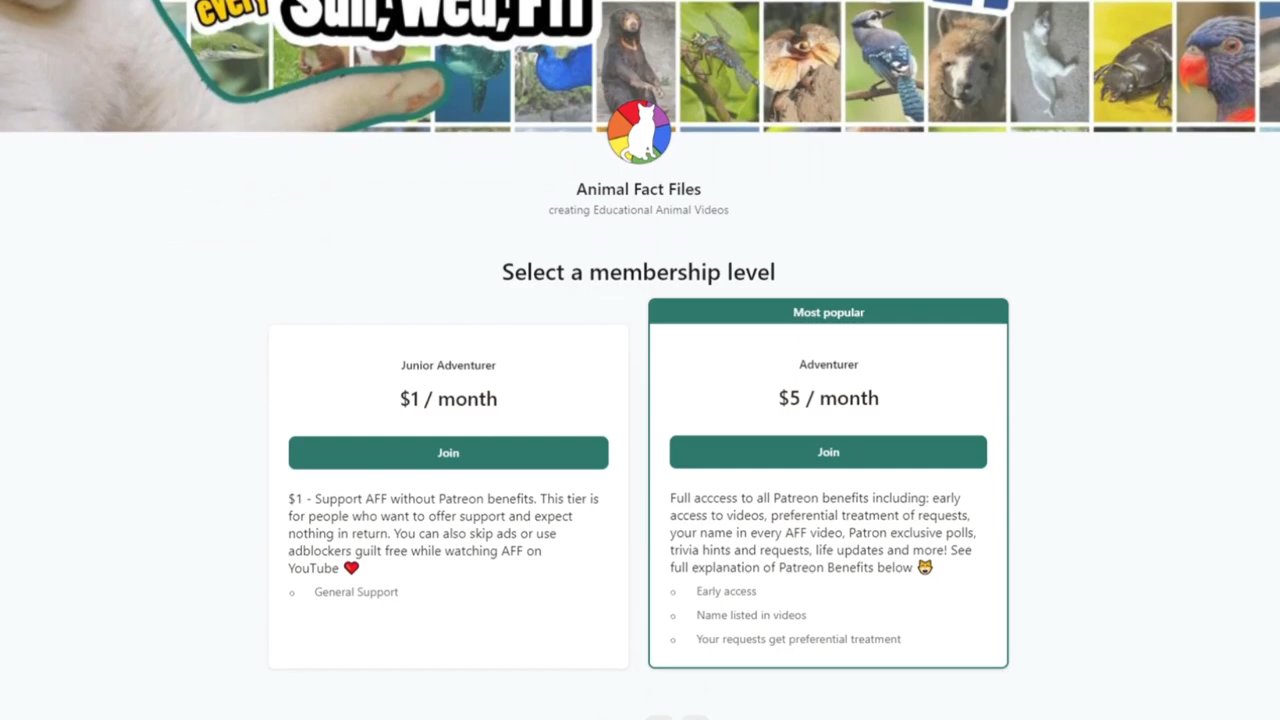 every Sun, Wed, Fri
Animal Fact Files
creating Educational Animal Videos
Select a membership level
Most popular
Junior Adventurer
$1 / month
Join
$1 - Support AFF without Patreon benefits. This tier is
for people who want to offer support and expect
nothing in return. You can also skip ads or use
adblockers guilt free while watching AFF on
YouTube ❤️
General Support
Adventurer
$5 / month
Join
Full acccess to all Patreon benefits including: early
access to videos, preferential treatment of requests,
your name in every AFF video, Patron exclusive polls,
trivia hints and requests, life updates and more! See
full explanation of Patreon Benefits below 😺
Early access
Name listed in videos
Your requests get preferential treatment